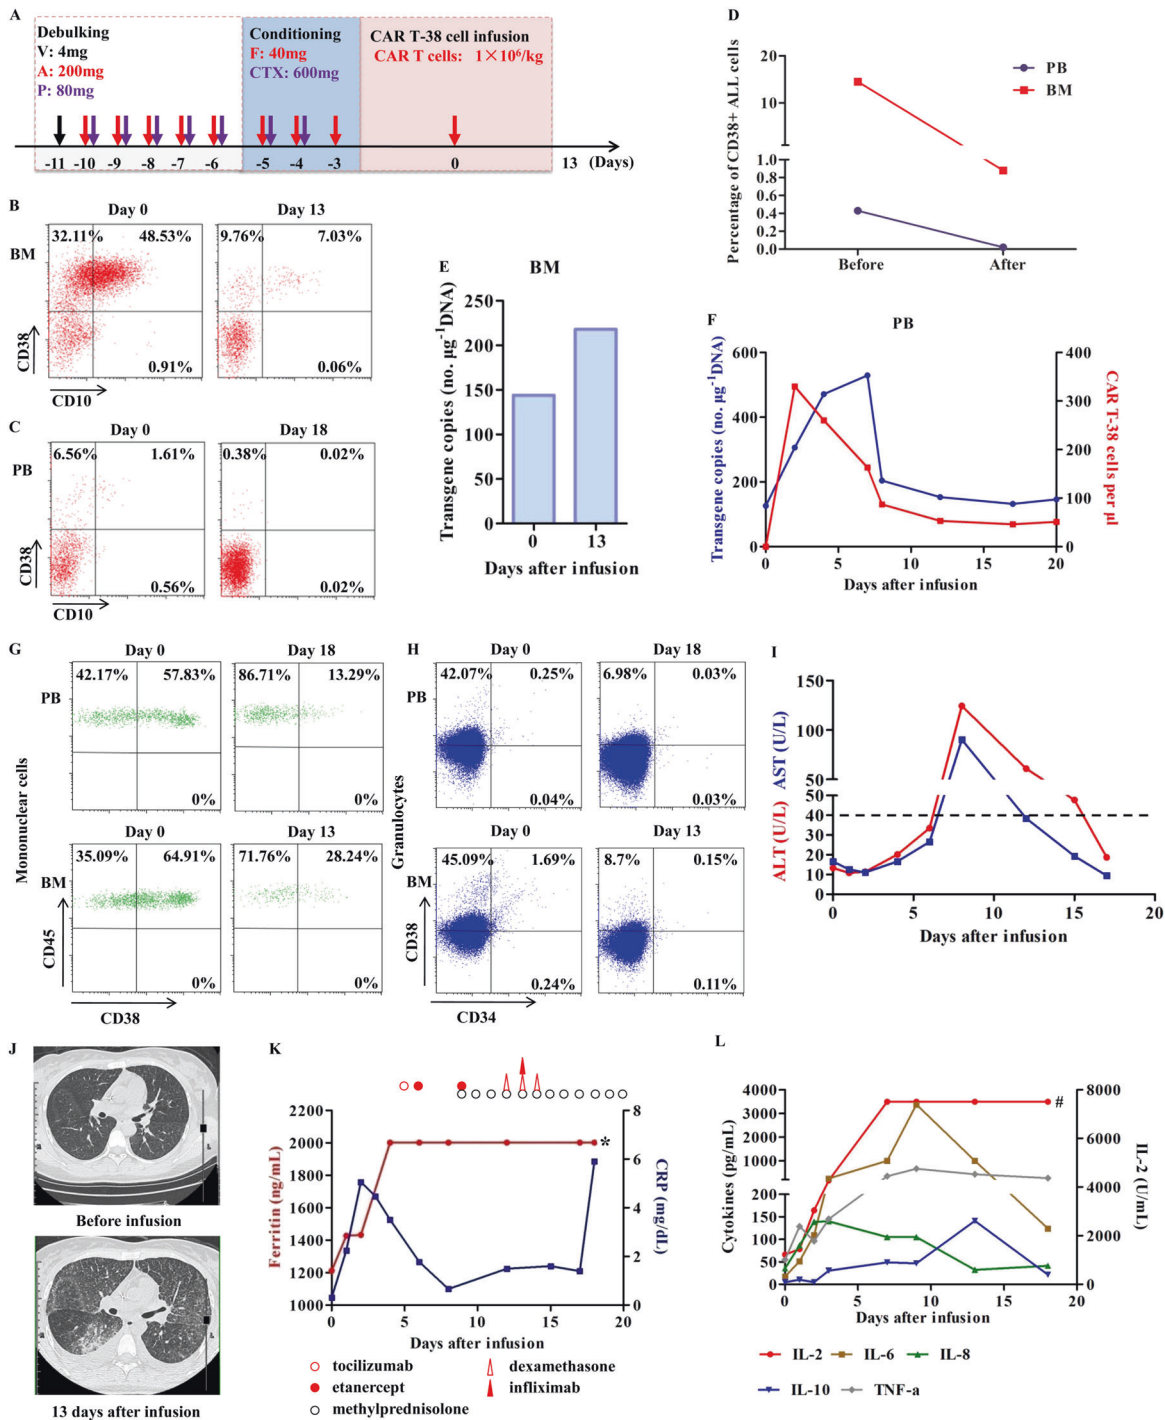 A
Debulking
V: 4mg
A: 200mg
P: 80mg
Conditioning
F: 40mg
CTX: 600mg
CAR T-38 cell infusion
CAR T cells: 1×10⁶/kg
-11 -10 -9 -8 -7 -6 -5 -4 -3 0 13 (Days)
B
Day 0 Day 13
BM
32.11% 48.53% 9.76% 7.03%
0.91% 0.06%
CD38
CD10
C
Day 0 Day 18
PB
6.56% 1.61% 0.38% 0.02%
0.56% 0.02%
CD38
CD10
D
Percentage of CD38+ ALL cells
20
10
1.0
0.8
0.6
0.4
0.2
0.0
Before After
PB
BM
E BM
Transgene copies (no. µg⁻¹DNA)
250
200
150
100
50
0
0 13
Days after infusion
F PB
Transgene copies (no. µg⁻¹DNA)
600
400
200
0
CAR T-38 cells per µl
400
300
200
100
0
0 5 10 15 20
Days after infusion
G
Mononuclear cells
Day 0 Day 18
PB
42.17% 57.83% 86.71% 13.29%
0% 0%
Day 0 Day 13
BM
35.09% 64.91% 71.76% 28.24%
0% 0%
CD45
CD38
H
Granulocytes
Day 0 Day 18
PB
42.07% 0.25% 6.98% 0.03%
0.04% 0.03%
Day 0 Day 13
BM
45.09% 1.69% 8.7% 0.15%
0.24% 0.11%
CD38
CD34
I
ALT (U/L) AST (U/L)
150
100
50
50
40
30
20
10
0
0 5 10 15 20
Days after infusion
J
Before infusion
13 days after infusion
K
Ferritin (ng/mL)
2200
2000
1800
1600
1400
1200
1000
*
CRP (mg/dL)
8
6
4
2
0
0 5 10 15 20
Days after infusion
tocilizumab
etanercept
methylprednisolone
dexamethasone
infliximab
L
Cytokines (pg/mL)
4000
3000
2000
1000
200
150
100
50
0
#
IL-2 (U/mL)
8000
6000
4000
2000
0
0 5 10 15 20
Days after infusion
IL-2 IL-6 IL-8
IL-10 TNF-a